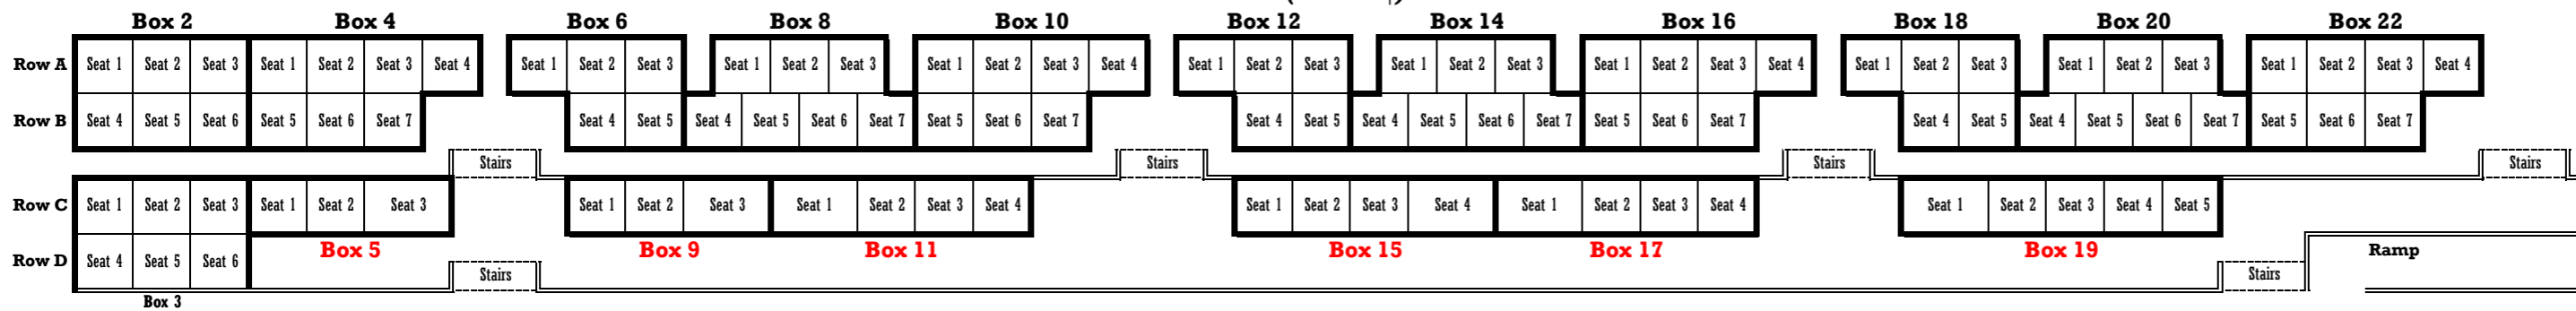 Box 2 Box 4 Box 6 Box 8 Box 10 Box 12 Box 14 Box 16 Box 18 Box 20 Box 22
Row A Seat 1 Seat 2 Seat 3 Seat 1 Seat 2 Seat 3 Seat 4 Seat 1 Seat 2 Seat 3 Seat 1 Seat 2 Seat 3 Seat 1 Seat 2 Seat 3 Seat 4 Seat 1 Seat 2 Seat 3 Seat 1 Seat 2 Seat 3 Seat 1 Seat 2 Seat 3 Seat 4 Seat 1 Seat 2 Seat 3 Seat 1 Seat 2 Seat 3 Seat 1 Seat 2 Seat 3 Seat 4
Row B Seat 4 Seat 5 Seat 6 Seat 5 Seat 6 Seat 7 Seat 4 Seat 5 Seat 4 Seat 5 Seat 6 Seat 7 Seat 5 Seat 6 Seat 7 Seat 4 Seat 5 Seat 4 Seat 5 Seat 6 Seat 7 Seat 5 Seat 6 Seat 7 Seat 4 Seat 5 Seat 4 Seat 5 Seat 6 Seat 7 Seat 5 Seat 6 Seat 7
Stairs Stairs Stairs Stairs
Row C Seat 1 Seat 2 Seat 3 Seat 1 Seat 2 Seat 3 Seat 1 Seat 2 Seat 3 Seat 1 Seat 2 Seat 3 Seat 4 Seat 1 Seat 2 Seat 3 Seat 4 Seat 1 Seat 2 Seat 3 Seat 4 Seat 1 Seat 2 Seat 3 Seat 4 Seat 5
Box 5 Box 9 Box 11 Box 15 Box 17 Box 19 Ramp
Row D Seat 4 Seat 5 Seat 6
Stairs Stairs
Box 3